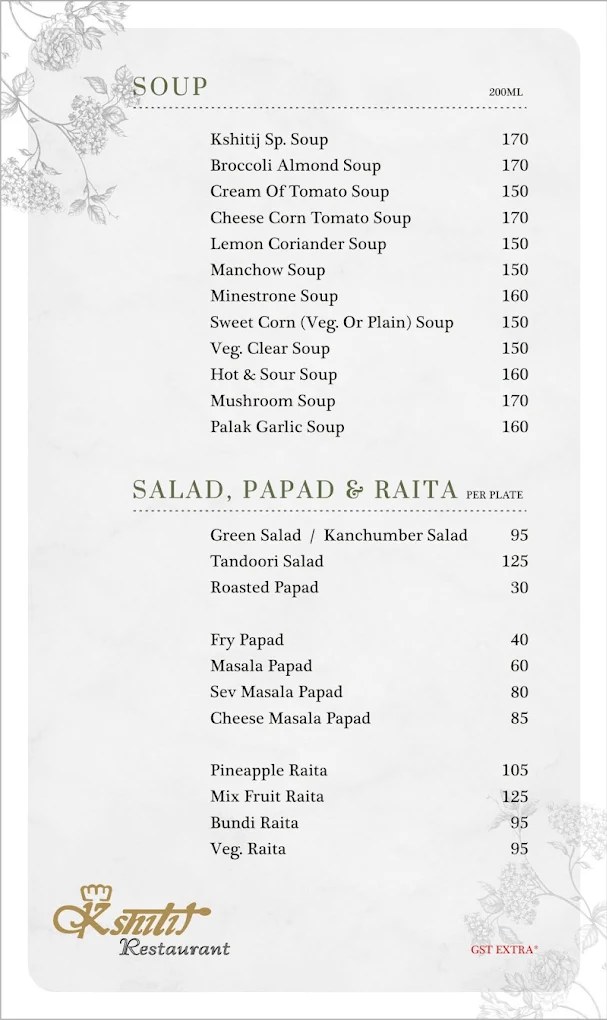 SOUP 200ML
Kshitij Sp. Soup 170
Broccoli Almond Soup 170
Cream Of Tomato Soup 150
Cheese Corn Tomato Soup 170
Lemon Coriander Soup 150
Manchow Soup 150
Minestrone Soup 160
Sweet Corn (Veg. Or Plain) Soup 150
Veg. Clear Soup 150
Hot & Sour Soup 160
Mushroom Soup 170
Palak Garlic Soup 160
SALAD, PAPAD & RAITA PER PLATE
Green Salad / Kanchumber Salad 95
Tandoori Salad 125
Roasted Papad 30
Fry Papad 40
Masala Papad 60
Sev Masala Papad 80
Cheese Masala Papad 85
Pineapple Raita 105
Mix Fruit Raita 125
Bundi Raita 95
Veg. Raita 95
Kshitij
Restaurant
GST EXTRA*